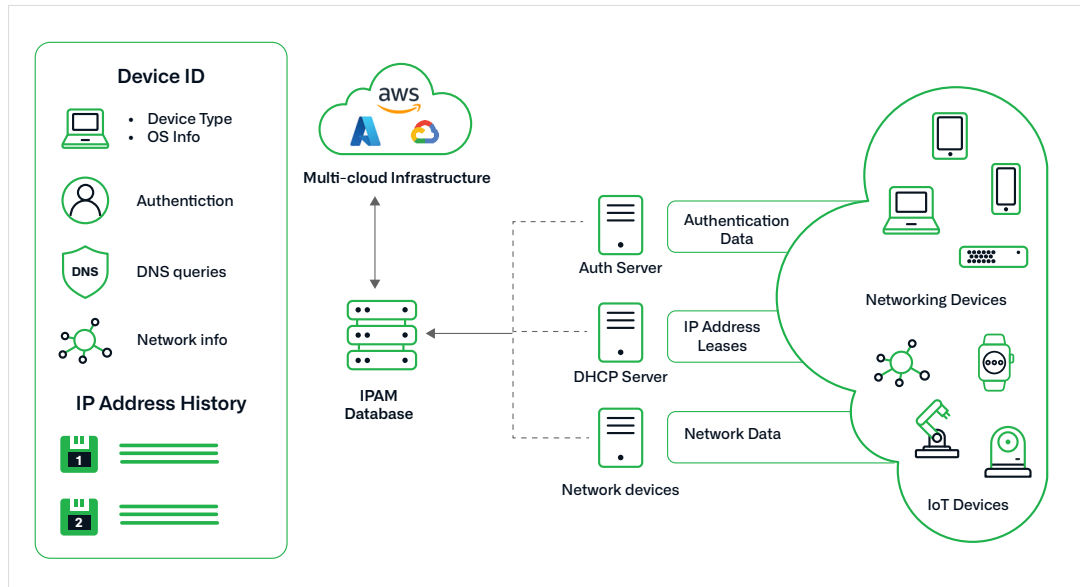 Device ID
• Device Type
• OS Info
Authentiction
DNS
DNS queries
Network info
IP Address History
1
2
aws
Multi-cloud Infrastructure
IPAM
Database
Auth Server
DHCP Server
Network devices
Authentication
Data
IP Address
Leases
Network Data
Networking Devices
IoT Devices